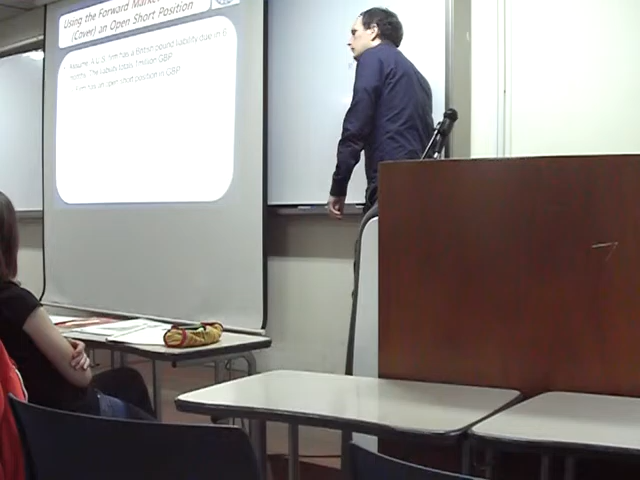 Using the Forward Market
(Cover) an Open Short Position
Assume A U.S. firm has a British pound liability due in 6
months. The liability totals 1 million GBP
Firm has an open short position in GBP